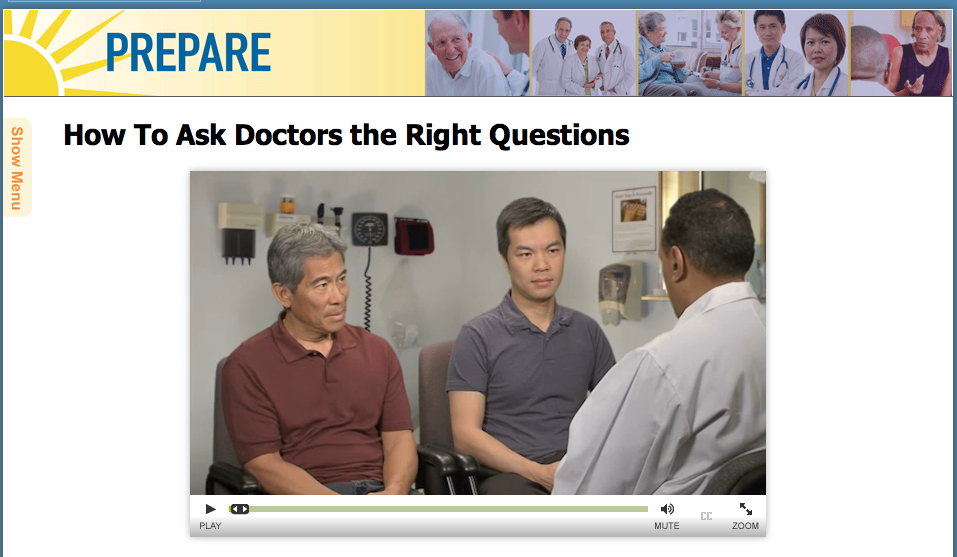 PREPARE
Show Menu
How To Ask Doctors the Right Questions
PLAY
MUTE
CC
ZOOM